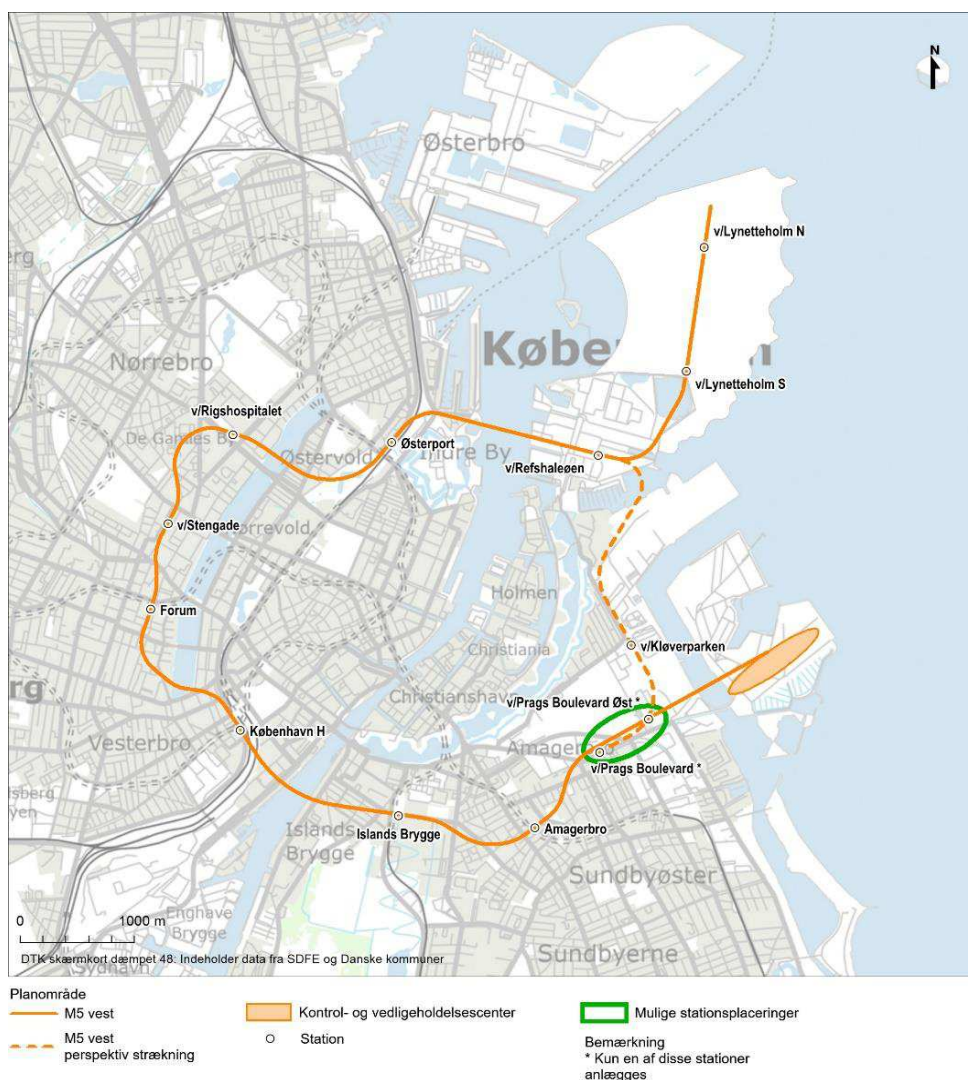 N
Østerbro
v/Lynetteholm N
Københ n
Nørrebro
v/Lynetteholm S
v/Rigshospitalet
De Gamles By
Østerport
Østervold
Indre By
v/Refshaleøen
v/Stengade
Nørrevold
Holmen
Forum
v/Kløverparken
Christiania
v/Prags Boulevard Øst *
Christianshavn
København H
Vesterbro
Amagerbro
v/Prags Boulevard *
Islands Brygge
Amagerbro
Islands
Brygge
Sundbyøster
0 1000 m
Enghave
Brygge
Sundbyerne
DTK skærmkort dæmpet 48: Indeholder data fra SDFE og Danske kommuner
Sydhavn
Planområde
M5 vest
M5 vest
perspektiv strækning
Kontrol- og vedligeholdelsescenter
Station
Mulige stationsplaceringer
Bemærkning
* Kun en af disse stationer
anlægges